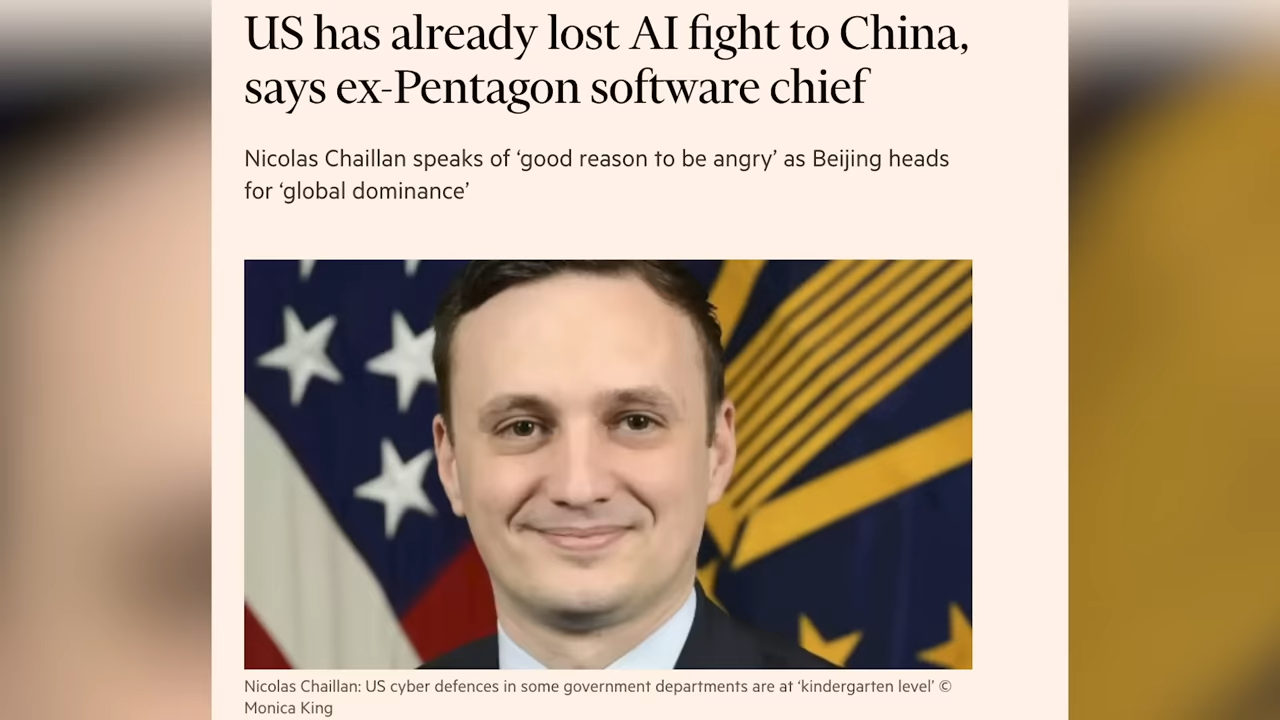 US has already lost AI fight to China,
says ex-Pentagon software chief
Nicolas Chaillan speaks of ‘good reason to be angry’ as Beijing heads
for ‘global dominance’
Nicolas Chaillan: US cyber defences in some government departments are at ‘kindergarten level’ ©
Monica King